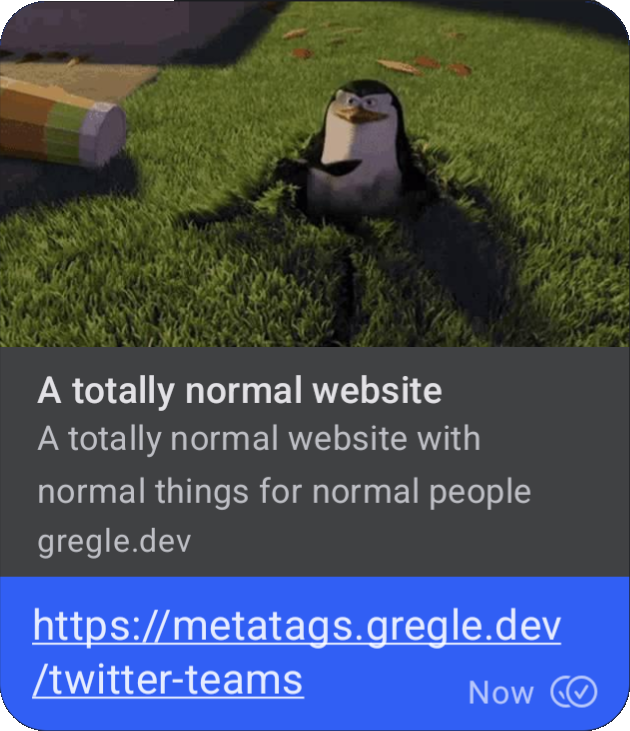 A totally normal website
A totally normal website with
normal things for normal people
gregle.dev
https://metatags.gregle.dev
/twitter-teams
Now